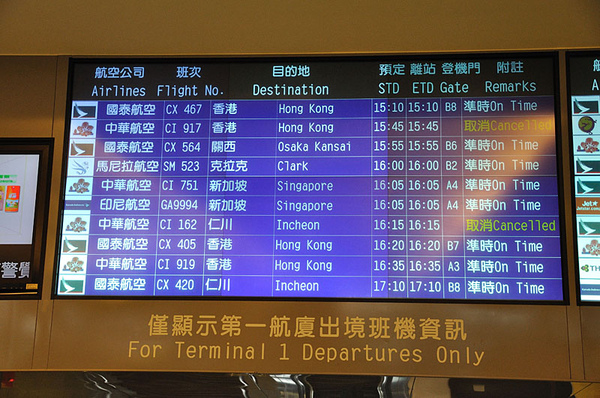 航空公司 班次 目的地 預定 離站 登機門 附註
Airlines Flight No. Destination STD ETD Gate Remarks
國泰航空 CX 467 香港 Hong Kong 15:10 15:10 B8 準時On Time
中華航空 CI 917 香港 Hong Kong 15:45 15:45 取消Cancelled
國泰航空 CX 564 關西 Osaka Kansai 15:55 15:55 B6 準時On Time
馬尼拉航空 SM 523 克拉克 Clark 16:00 16:00 B2 準時On Time
中華航空 CI 751 新加坡 Singapore 16:05 16:05 A4 準時On Time
印尼航空 GA9994 新加坡 Singapore 16:05 16:05 A4 準時On Time
中華航空 CI 162 仁川 Incheon 16:15 16:15 取消Cancelled
國泰航空 CX 405 香港 Hong Kong 16:20 16:20 B7 準時On Time
中華航空 CI 919 香港 Hong Kong 16:35 16:35 A3 準時On Time
國泰航空 CX 420 仁川 Incheon 17:10 17:10 B8 準時On Time
僅顯示第一航廈出境班機資訊
For Terminal 1 Departures Only
Jet★